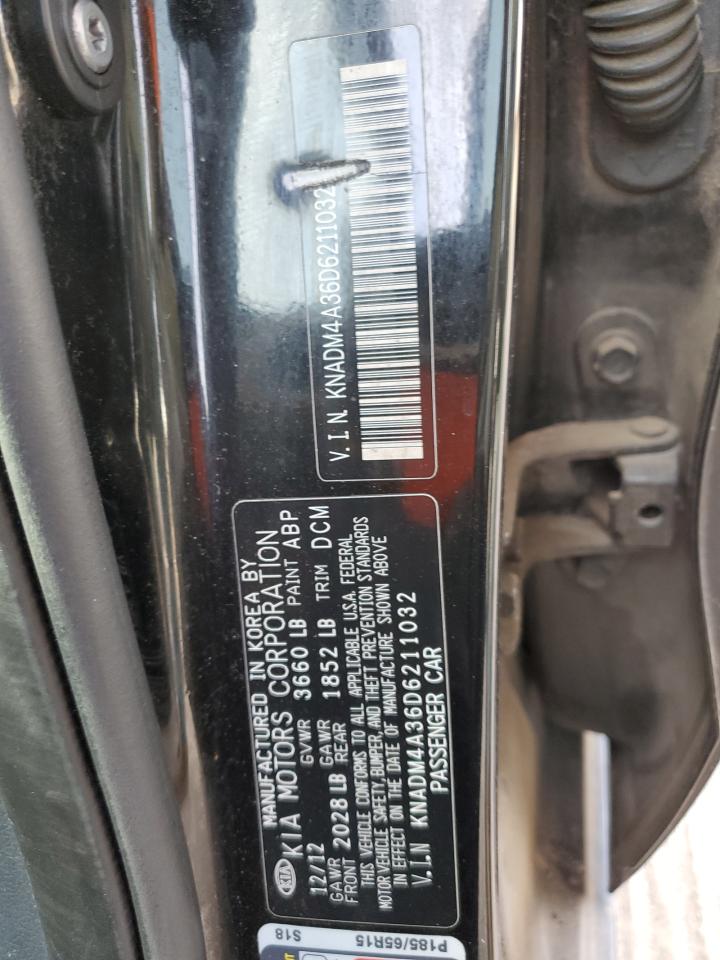 V.I.N. KNADM4A36D6211032
MANUFACTURED IN KOREA BY
KIA KIA MOTORS CORPORATION
12/12 GVWR 3660 LB PAINT ABP
GAWR FRONT 2028 LB GAWR REAR 1852 LB TRIM DCM
THIS VEHICLE CONFORMS TO ALL APPLICABLE U.S.A. FEDERAL
MOTOR VEHICLE SAFETY, BUMPER, AND THEFT PREVENTION STANDARDS
IN EFFECT ON THE DATE OF MANUFACTURE SHOWN ABOVE
V.I.N KNADM4A36D6211032
PASSENGER CAR
S18
P185/65R15